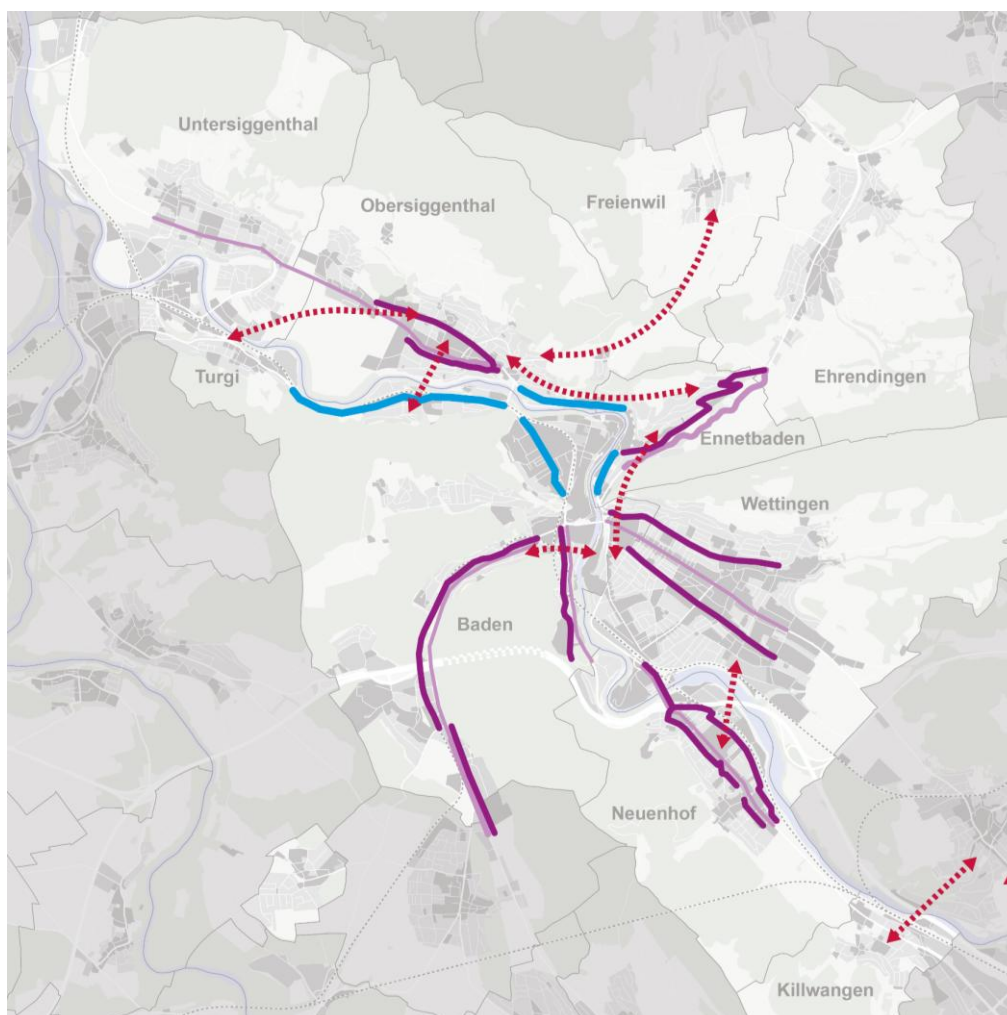 Untersiggenthal
Obersiggenthal
Freienwil
Turgi
Ehrendingen
Ennetbaden
Wettingen
Baden
Neuenhof
Killwangen